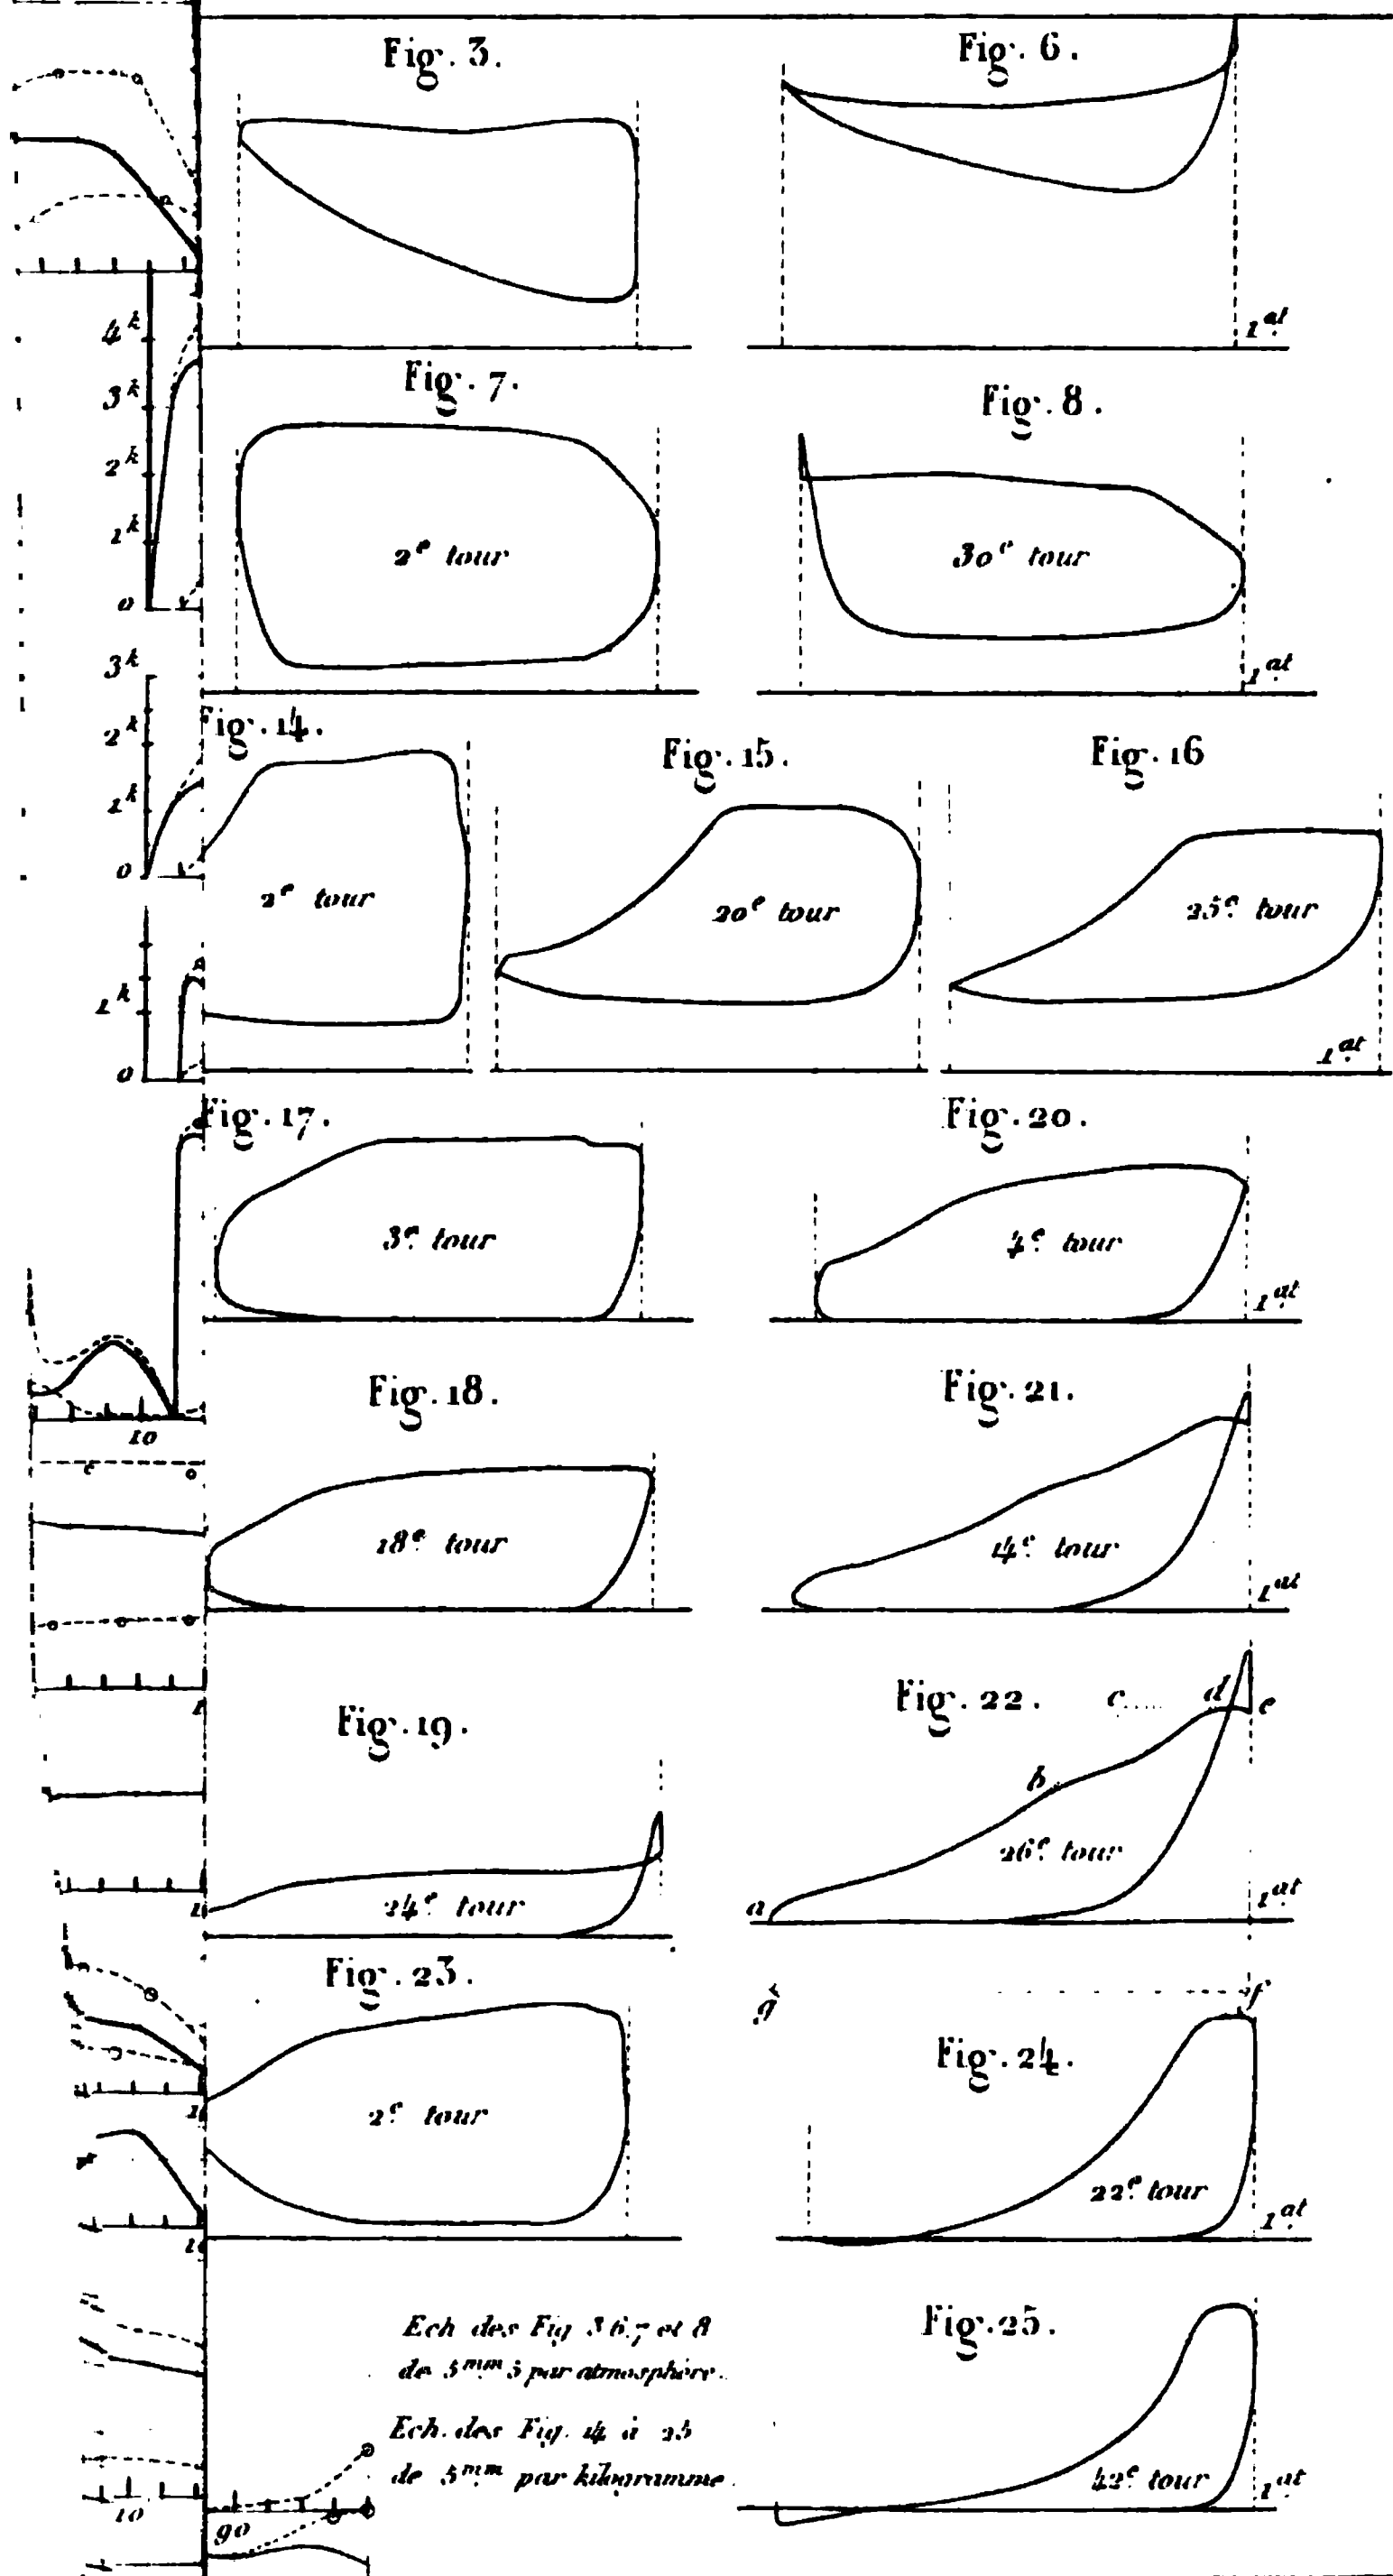 Fig. 3.
Fig. 6.
1at
4k
3k
2k
1k
0
Fig. 7.
2e tour
Fig. 8.
30e tour
1at
3k
2k
1k
0
Fig. 14.
2e tour
Fig. 15.
20e tour
Fig. 16
25e tour
1at
1k
0
Fig. 17.
3e tour
Fig. 20.
4e tour
1at
10
c
Fig. 18.
18e tour
Fig. 21.
14e tour
1at
1
Fig. 19.
24e tour
1
Fig. 22.
a
b
c
d
e
26e tour
1at
Fig. 23.
2e tour
1
1
g
f
Fig. 24.
22e tour
1at
Ech des Fig 3 6.7 et 8
de 5mm 5 par atmosphère.
Ech. des Fig. 14 à 25
de 5mm par kilogramme.
10
90
Fig. 25.
42e tour
1at